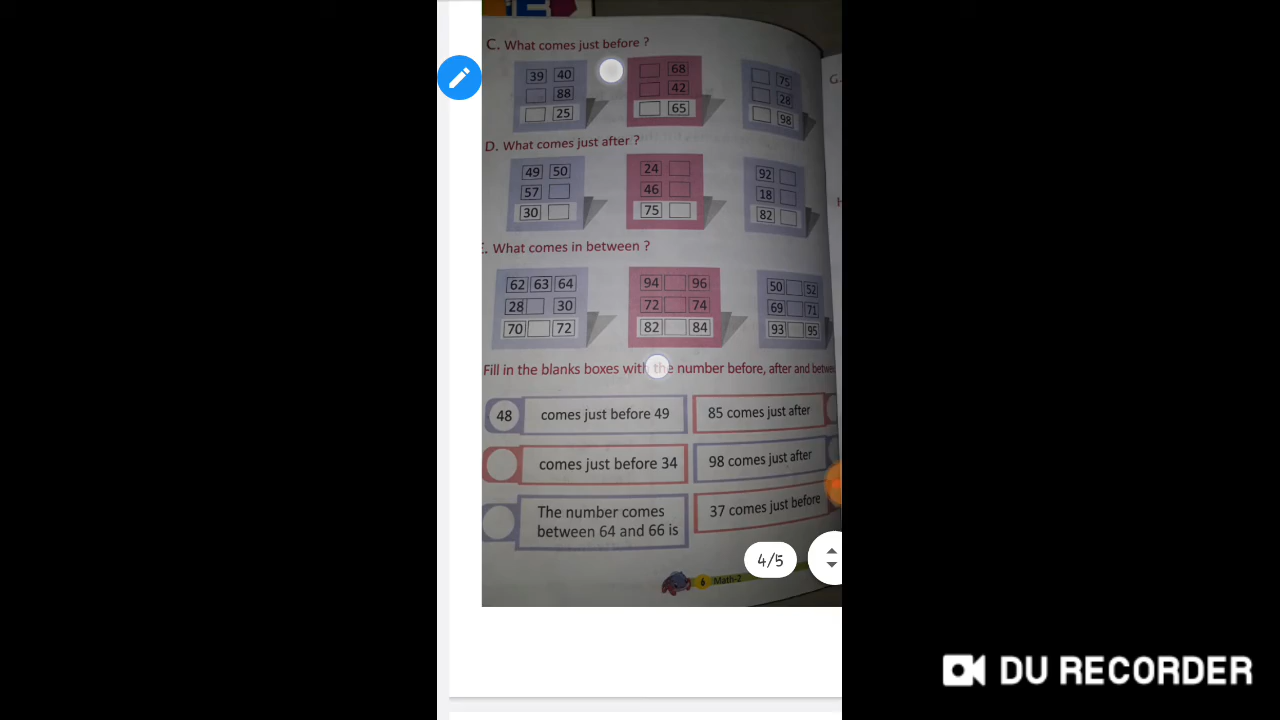 C. What comes just before ?
39 40 68 75
88 42 28
25 65 98
D. What comes just after ?
49 50 24 92
57 46 18
30 75 82
E. What comes in between ?
62 63 64 94 96 50 52
28 30 72 74 69 71
70 72 82 84 93 95
Fill in the blanks boxes with the number before, after and betwe
48 comes just before 49 85 comes just after
comes just before 34 98 comes just after
The number comes
between 64 and 66 is
37 comes just before
4/5
6 Math-2
G.
DU RECORDER